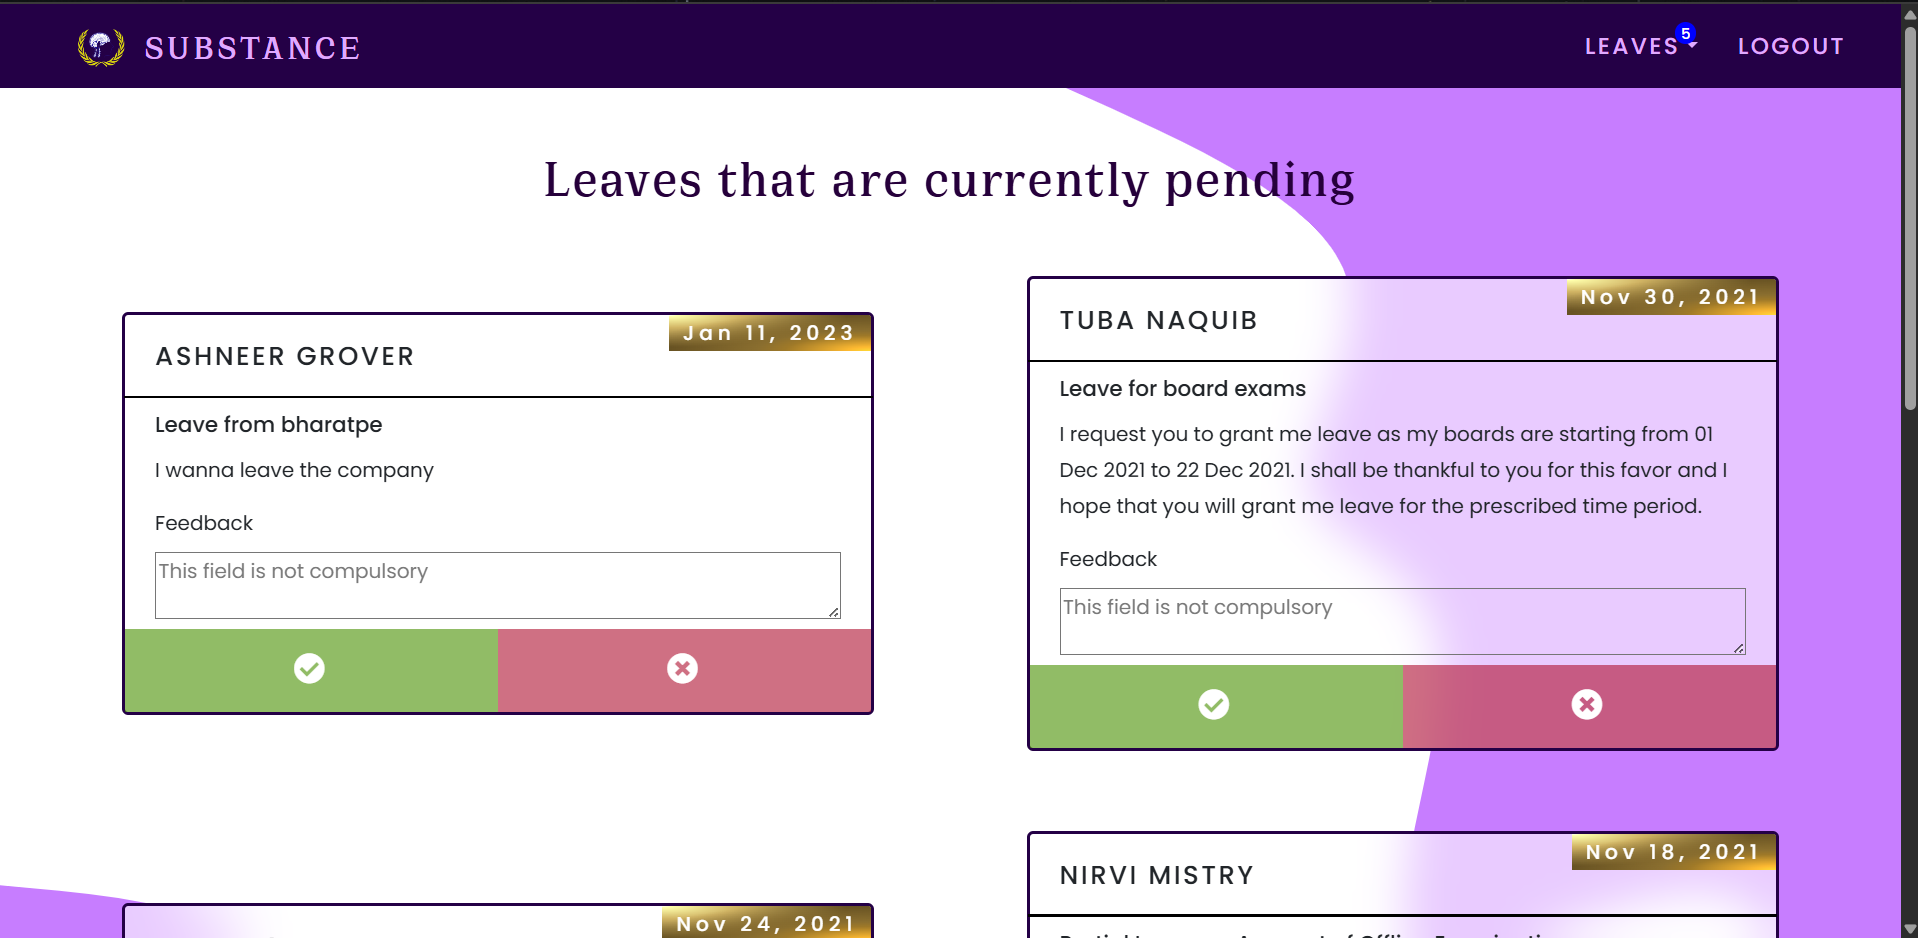 SUBSTANCE
LEAVES 5
LOGOUT
Leaves that are currently pending
Jan 11, 2023
ASHNEER GROVER
Leave from bharatpe
I wanna leave the company
Feedback
This field is not compulsory
Nov 30, 2021
TUBA NAQUIB
Leave for board exams
I request you to grant me leave as my boards are starting from 01
Dec 2021 to 22 Dec 2021. I shall be thankful to you for this favor and I
hope that you will grant me leave for the prescribed time period.
Feedback
This field is not compulsory
Nov 24, 2021
Nov 18, 2021
NIRVI MISTRY